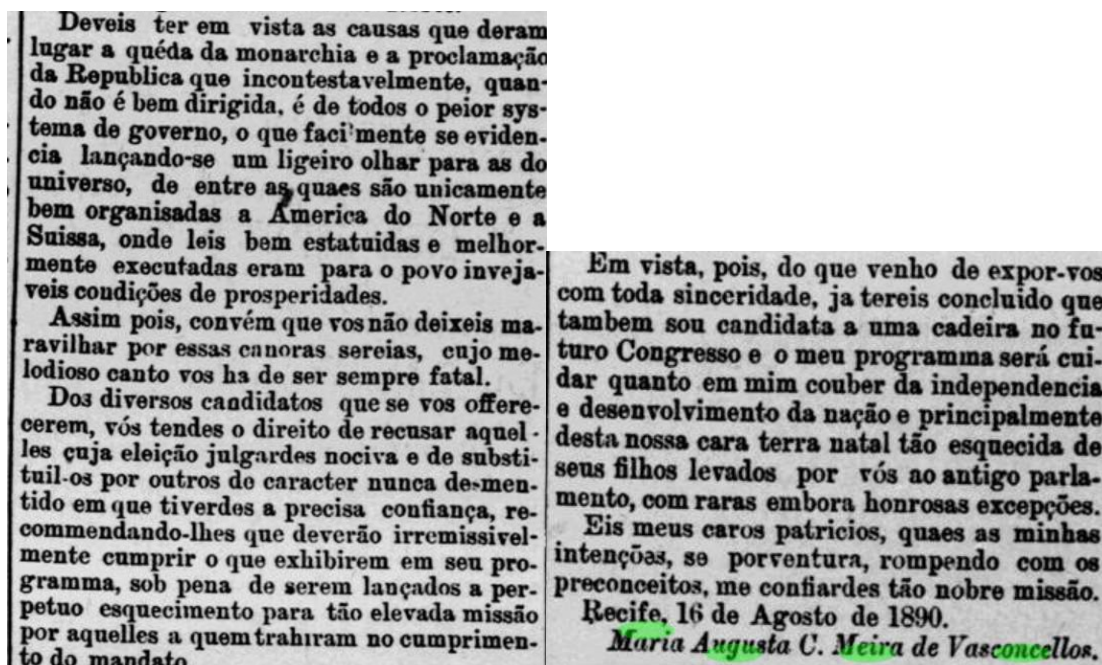 Deveis ter em vista as causas que deram
lugar a quéda da monarchia e a proclamação
da Republica que incontestavelmente, quan-
do não é bem dirigida, é de todos o peior sys-
tema de governo, o que faci'mente se eviden-
cia lançando-se um ligeiro olhar para as do
universo, de entre as quaes são unicamente
bem organisadas a America do Norte e a
Suissa, onde leis bem estatuidas e melhor-
mente executadas eram para o povo inveja-
veis condições de prosperidades.
Assim pois, convém que vos não deixeis ma-
ravilhar por essas canoras sereias, cujo me-
lodioso canto vos ha de ser sempre fatal.
Dos diversos candidatos que se vos offere-
cerem, vós tendes o direito de recusar aquel-
les cuja eleição julgardes nociva e de substi-
tuil-os por outros de caracter nunca desmen-
tido em que tiverdes a precisa confiança, re-
commendando-lhes que deverão irremissivel-
mente cumprir o que exhibirem em seu pro-
gramma, sob pena de serem lançados a per-
petuo esquecimento para tão elevada missão
por aquelles a quem trahiram no cumprimen-
to do mandato
Em vista, pois, do que venho de expor-vos
com toda sinceridade, ja tereis concluido que
tambem sou candidata a uma cadeira no fu-
turo Congresso e o meu programma será cui-
dar quanto em mim couber da independencia
e desenvolvimento da nação e principalmente
desta nossa cara terra natal tão esquecida de
seus filhos levados por vós ao antigo parla-
mento, com raras embora honrosas excepções.
Eis meus caros patricios, quaes as minhas
intenções, se porventura, rompendo com os
preconceitos, me confiardes tão nobre missão.
Recife, 16 de Agosto de 1890.
Maria Augusta C. Meira de Vasconcellos.